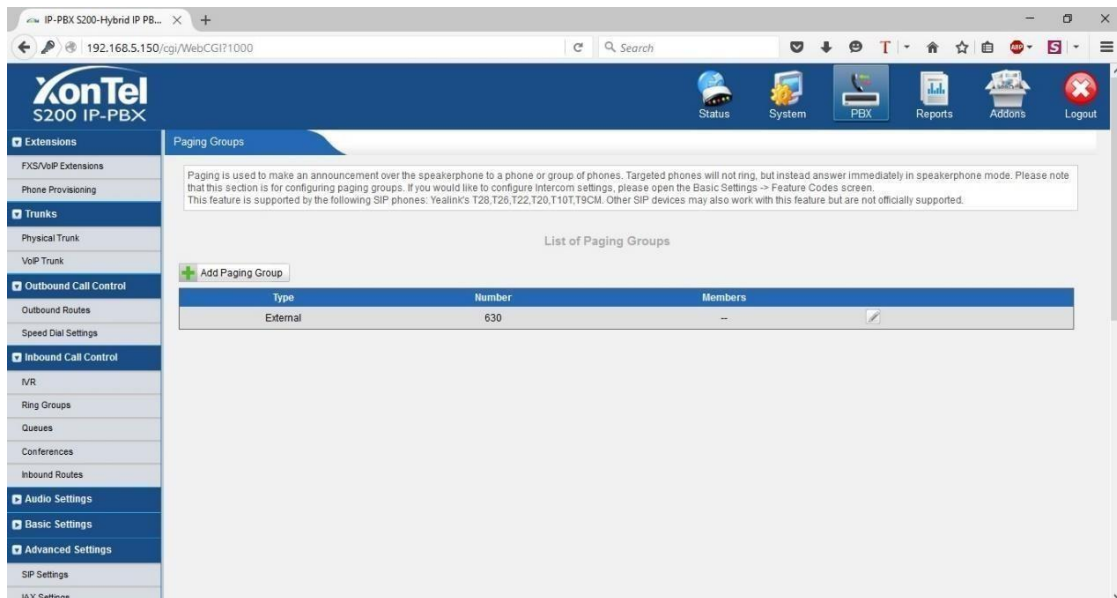 IP-PBX S200-Hybrid IP PB...
192.168.5.150/cgi/WebCGI?1000
Search
ABP
XonTel
S200 IP-PBX
Status
System
PBX
Reports
Addons
Logout
Extensions
FXS/VoIP Extensions
Phone Provisioning
Trunks
Physical Trunk
VoIP Trunk
Outbound Call Control
Outbound Routes
Speed Dial Settings
Inbound Call Control
IVR
Ring Groups
Queues
Conferences
Inbound Routes
Audio Settings
Basic Settings
Advanced Settings
SIP Settings
IAX Settings
Paging Groups
Paging is used to make an announcement over the speakerphone to a phone or group of phones. Targeted phones will not ring, but instead answer immediately in speakerphone mode. Please note
that this section is for configuring paging groups. If you would like to configure Intercom settings, please open the Basic Settings -> Feature Codes screen.
This feature is supported by the following SIP phones: Yealink's T28,T26,T22,T20,T10T,T9CM. Other SIP devices may also work with this feature but are not officially supported.
List of Paging Groups
Add Paging Group
Type Number Members
External 630 --